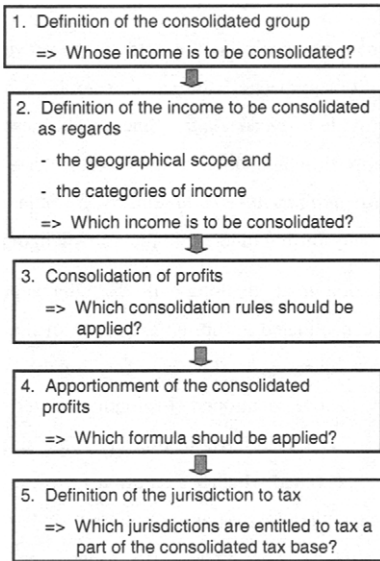 1. Definition of the consolidated group
=> Whose income is to be consolidated?
2. Definition of the income to be consolidated
as regards
- the geographical scope and
- the categories of income
=> Which income is to be consolidated?
3. Consolidation of profits
=> Which consolidation rules should be
applied?
4. Apportionment of the consolidated
profits
=> Which formula should be applied?
5. Definition of the jurisdiction to tax
=> Which jurisdictions are entitled to tax a
part of the consolidated tax base?